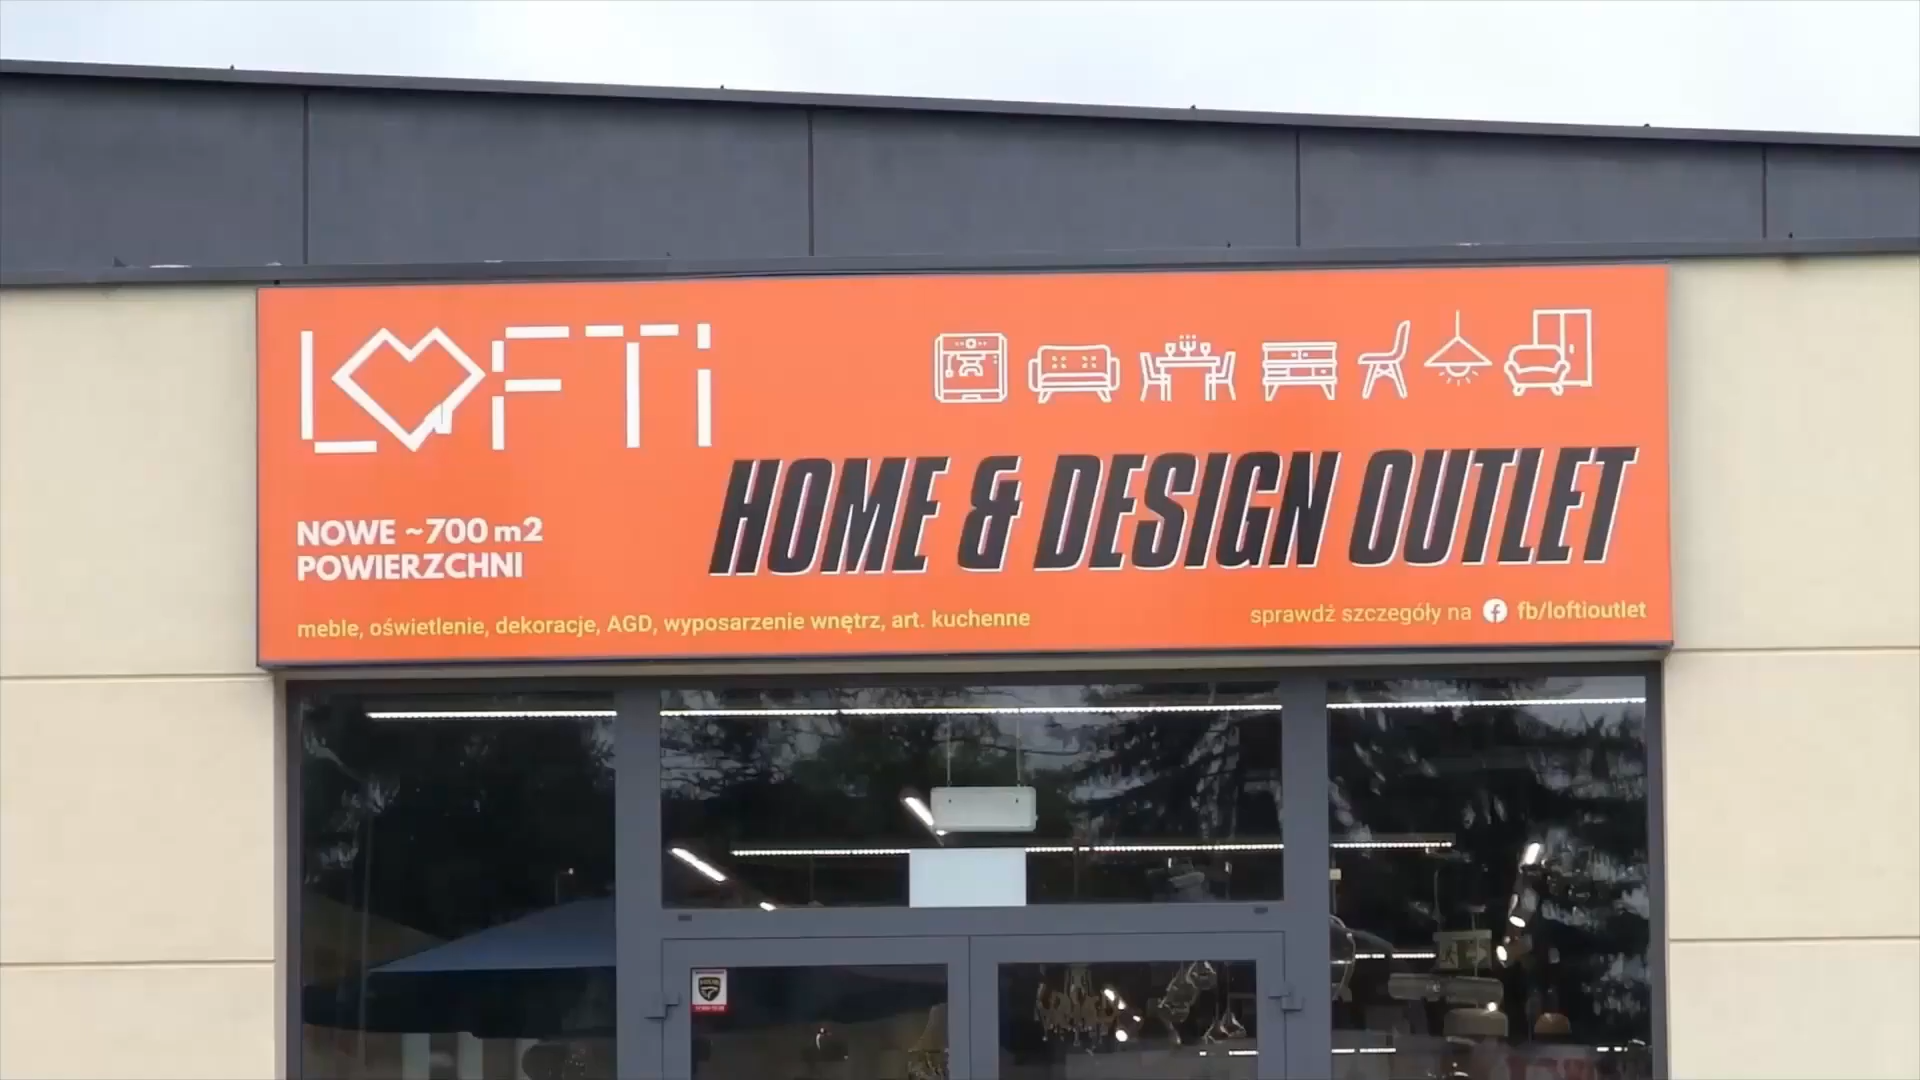 LOFTi
HOME & DESIGN OUTLET
NOWE ~700 m2
POWIERZCHNI
meble, oświetlenie, dekoracje, AGD, wyposarzenie wnętrz, art. kuchenne
sprawdź szczegóły na fb/loftioutlet